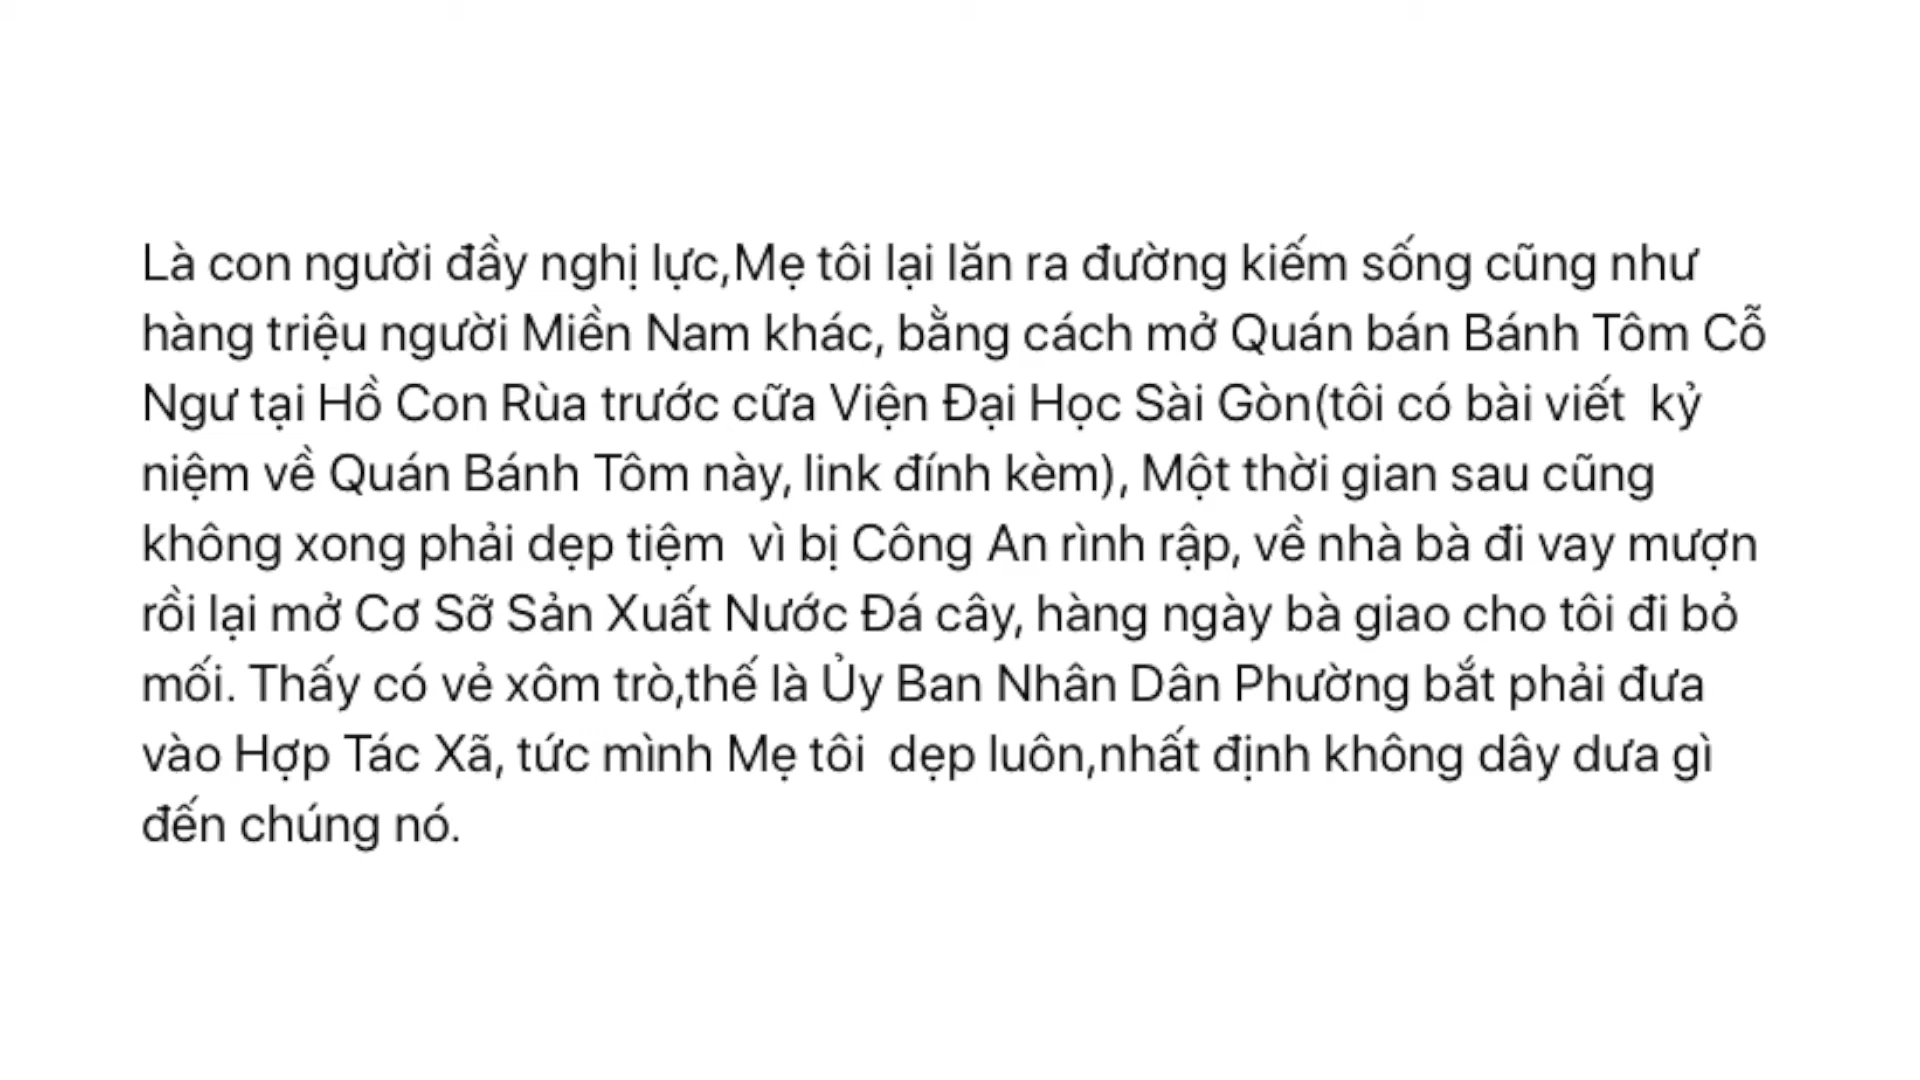 Là con người đầy nghị lực,Mẹ tôi lại lăn ra đường kiếm sống cũng như
hàng triệu người Miền Nam khác, bằng cách mở Quán bán Bánh Tôm Cỗ
Ngư tại Hồ Con Rùa trước cữa Viện Đại Học Sài Gòn(tôi có bài viết  kỷ
niệm về Quán Bánh Tôm này, link đính kèm), Một thời gian sau cũng
không xong phải dẹp tiệm  vì bị Công An rình rập, về nhà bà đi vay mượn
rồi lại mở Cơ Sỡ Sản Xuất Nước Đá cây, hàng ngày bà giao cho tôi đi bỏ
mối. Thấy có vẻ xôm trò,thế là Ủy Ban Nhân Dân Phường bắt phải đưa
vào Hợp Tác Xã, tức mình Mẹ tôi  dẹp luôn,nhất định không dây dưa gì
đến chúng nó.